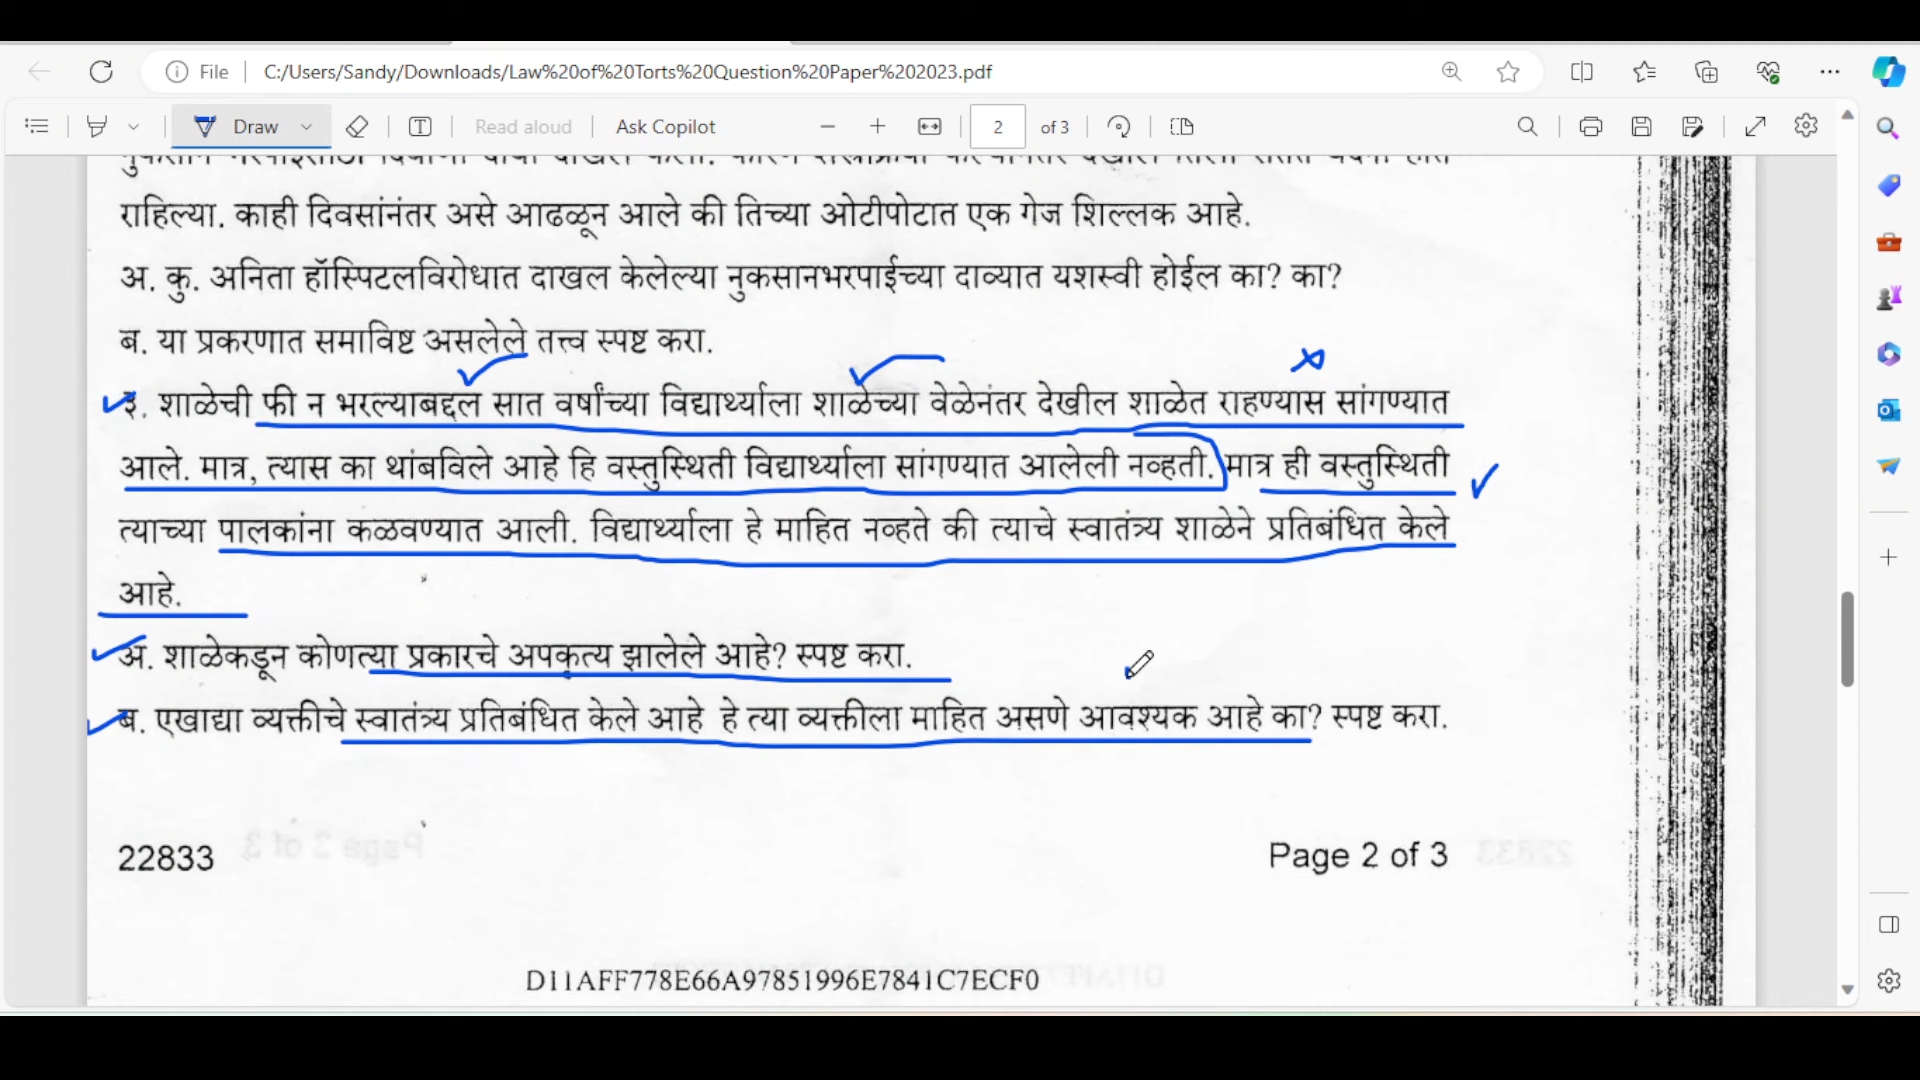 File
C:/Users/Sandy/Downloads/Law%20of%20Torts%20Question%20Paper%202023.pdf
Draw
Read aloud
Ask Copilot
2 of 3
राहिल्या. काही दिवसांनंतर असे आढळून आले की तिच्या ओटीपोटात एक गेज शिल्लक आहे.
अ. कु. अनिता हॉस्पिटलविरोधात दाखल केलेल्या नुकसानभरपाईच्या दाव्यात यशस्वी होईल का? का?
ब. या प्रकरणात समाविष्ट असलेले तत्त्व स्पष्ट करा.
इ. शाळेची फी न भरल्याबद्दल सात वर्षांच्या विद्यार्थ्याला शाळेच्या वेळेनंतर देखील शाळेत राहण्यास सांगण्यात
आले. मात्र, त्यास का थांबविले आहे हि वस्तुस्थिती विद्यार्थ्याला सांगण्यात आलेली नव्हती. मात्र ही वस्तुस्थिती
त्याच्या पालकांना कळवण्यात आली. विद्यार्थ्याला हे माहित नव्हते की त्याचे स्वातंत्र्य शाळेने प्रतिबंधित केले
आहे.
अ. शाळेकडून कोणत्या प्रकारचे अपकृत्य झालेले आहे? स्पष्ट करा.
ब. एखाद्या व्यक्तीचे स्वातंत्र्य प्रतिबंधित केले आहे हे त्या व्यक्तीला माहित असणे आवश्यक आहे का? स्पष्ट करा.
22833
Page 2 of 3
D11AFF778E66A97851996E7841C7ECF0